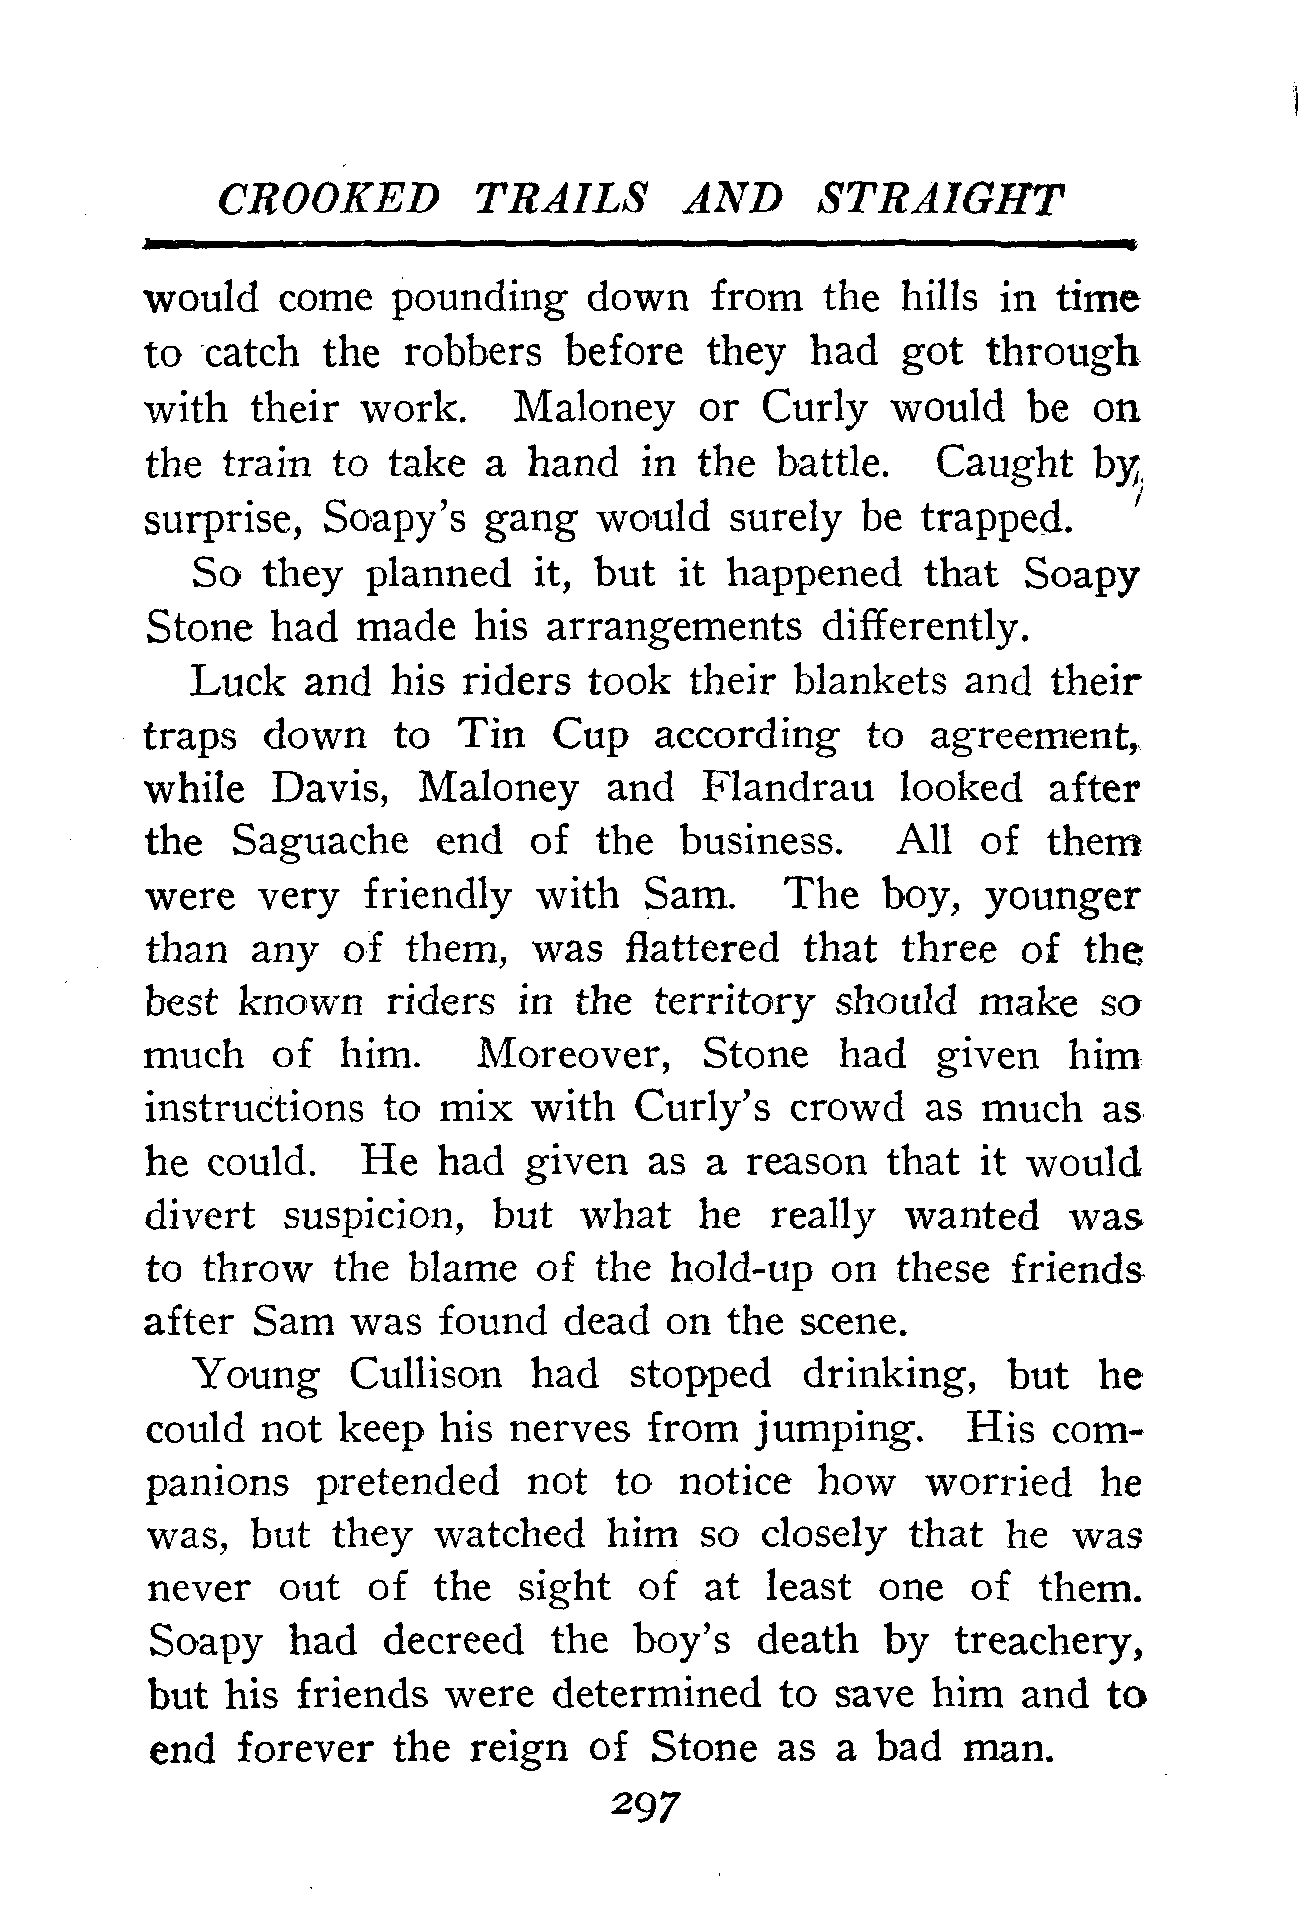 CROOKED TRAILS AND STRAIGHT
would come pounding down from the hills in time
to catch the robbers before they had got through
with their work. Maloney or Curly would be on
the train to take a hand in the battle. Caught by
surprise, Soapy's gang would surely be trapped.
So they planned it, but it happened that Soapy
Stone had made his arrangements differently.
Luck and his riders took their blankets and their
traps down to Tin Cup according to agreement,
while Davis, Maloney and Flandrau looked after
the Saguache end of the business. All of them
were very friendly with Sam. The boy, younger
than any of them, was flattered that three of the
best known riders in the territory should make so
much of him. Moreover, Stone had given him
instructions to mix with Curly's crowd as much as
he could. He had given as a reason that it would
divert suspicion, but what he really wanted was
to throw the blame of the hold-up on these friends
after Sam was found dead on the scene.
Young Cullison had stopped drinking, but he
could not keep his nerves from jumping. His com-
panions pretended not to notice how worried he
was, but they watched him so closely that he was
never out of the sight of at least one of them.
Soapy had decreed the boy's death by treachery,
but his friends were determined to save him and to
end forever the reign of Stone as a bad man.
297